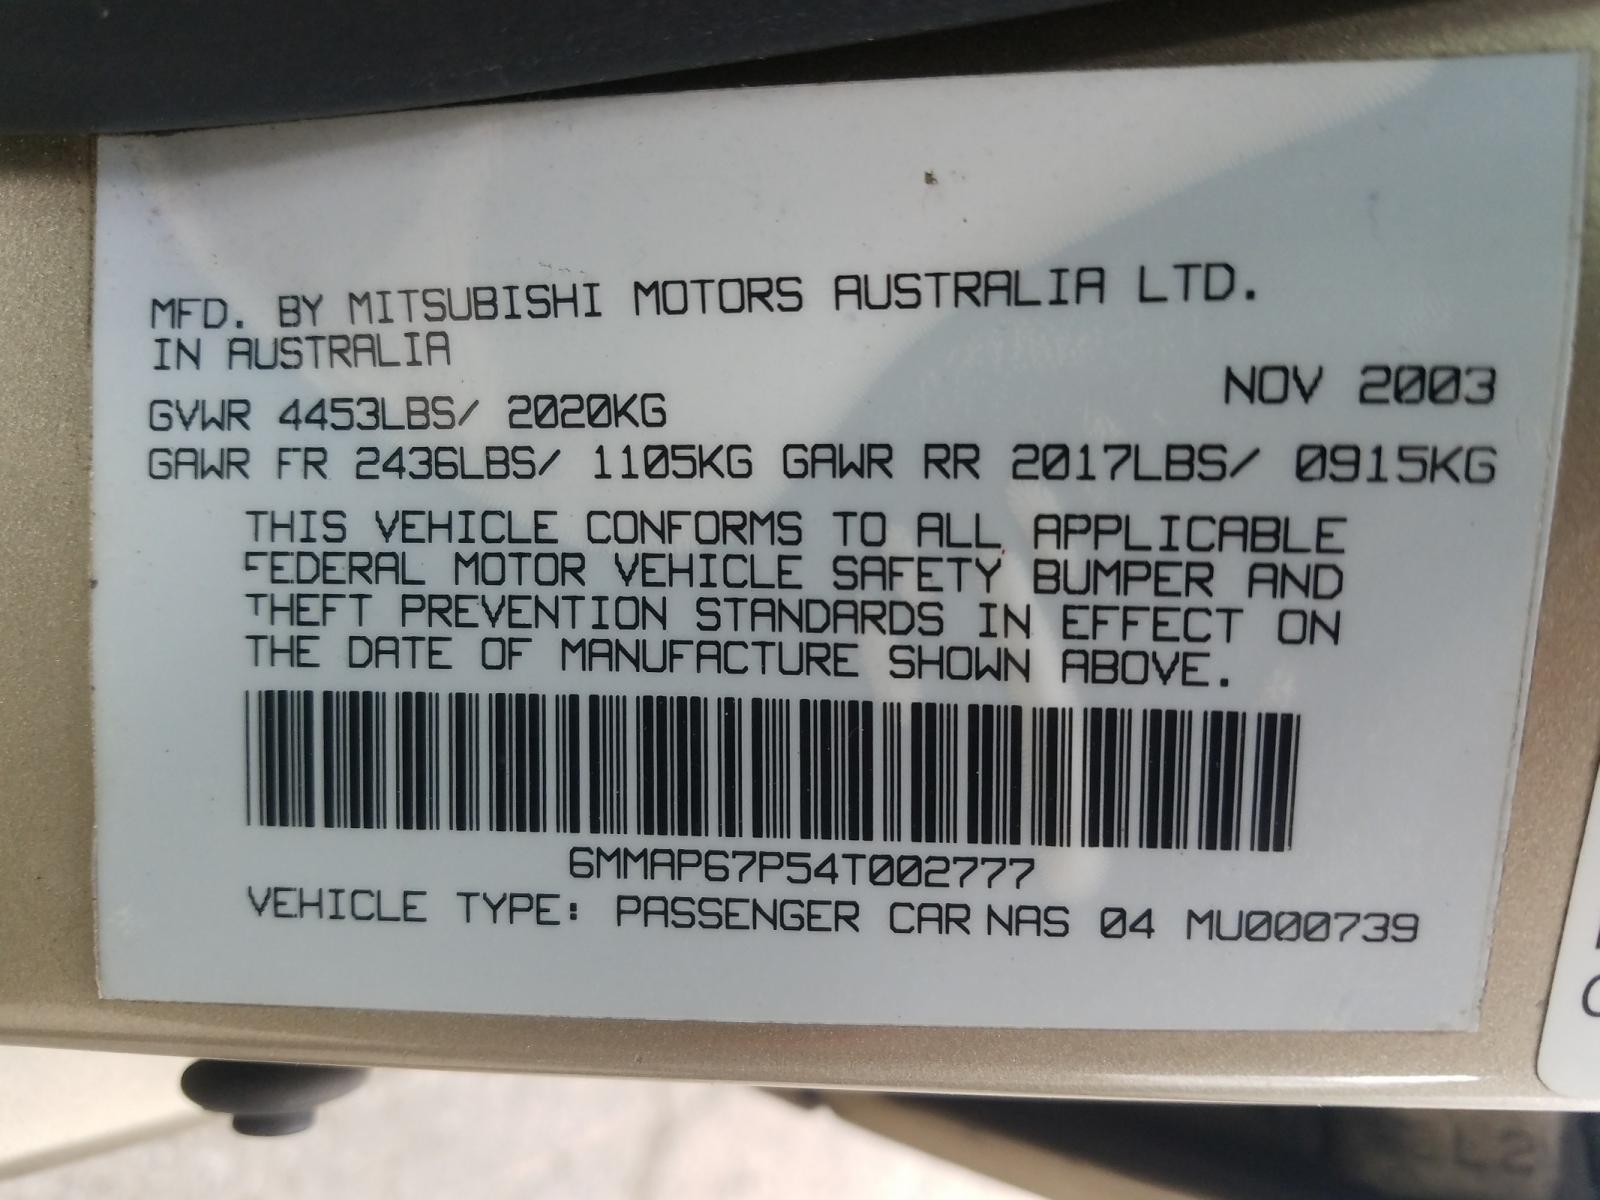 MFD. BY MITSUBISHI MOTORS AUSTRALIA LTD.
IN AUSTRALIA
NOV 2003
GVWR 4453LBS/ 2020KG
GAWR FR 2436LBS/ 1105KG GAWR RR 2017LBS/ 0915KG
THIS VEHICLE CONFORMS TO ALL APPLICABLE
FEDERAL MOTOR VEHICLE SAFETY BUMPER AND
THEFT PREVENTION STANDARDS IN EFFECT ON
THE DATE OF MANUFACTURE SHOWN ABOVE.
6MMAP67P54T002777
VEHICLE TYPE: PASSENGER CAR NAS 04 MU000739